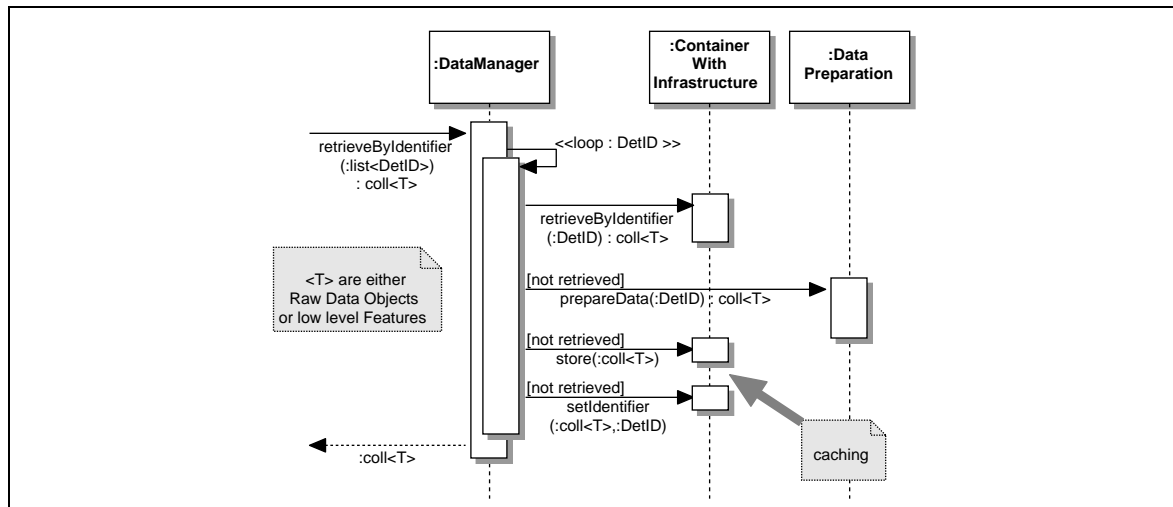 :DataManager
:Container
With
Infrastructure
:Data
Preparation
retrieveByIdentifier
(:list<DetID>)
: coll<T>
<<loop : DetID >>
retrieveByIdentifier
(:DetID) : coll<T>
<T> are either
Raw Data Objects
or low level Features
[not retrieved]
prepareData(:DetID) : coll<T>
[not retrieved]
store(:coll<T>)
[not retrieved]
setIdentifier
(:coll<T>,:DetID)
caching
:coll<T>